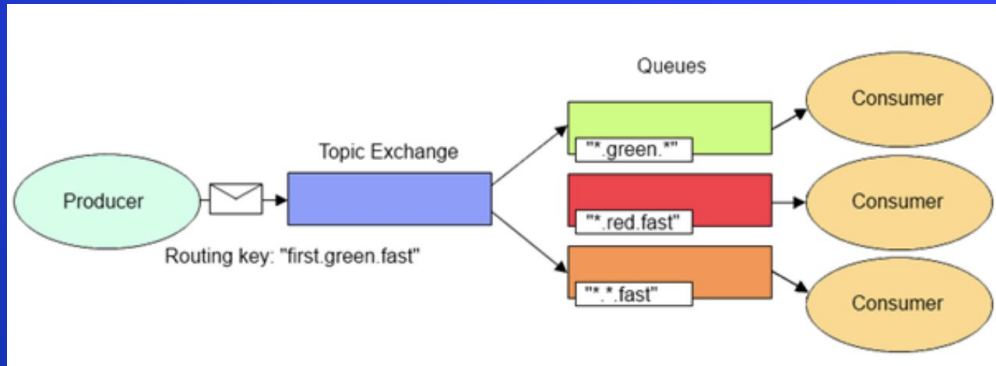 Queues
Consumer
"*.green.*"
Topic Exchange
Producer
"*.red.fast"
Consumer
Routing key: "first.green.fast"
"*.*.fast"
Consumer